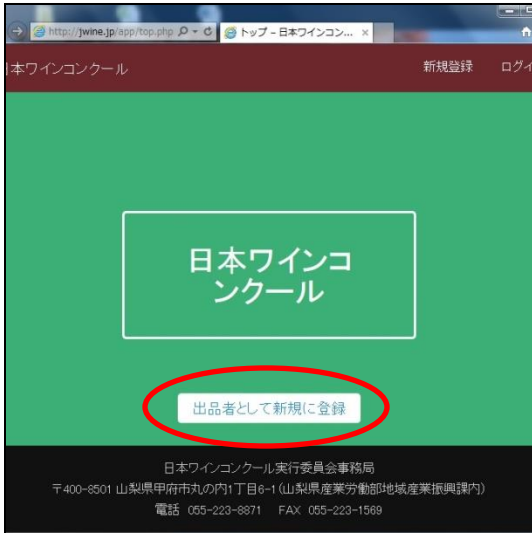 http://jwine.jp/app/top.php
トップ - 日本ワインコン...
日本ワインコンクール
新規登録
ログイ
日本ワインコ
ンクール
出品者として新規に登録
日本ワインコンクール実行委員会事務局
〒400-8501 山梨県甲府市丸の内1丁目6-1(山梨県産業労働部地域産業振興課内)
電話 055-223-8871 FAX 055-223-1569